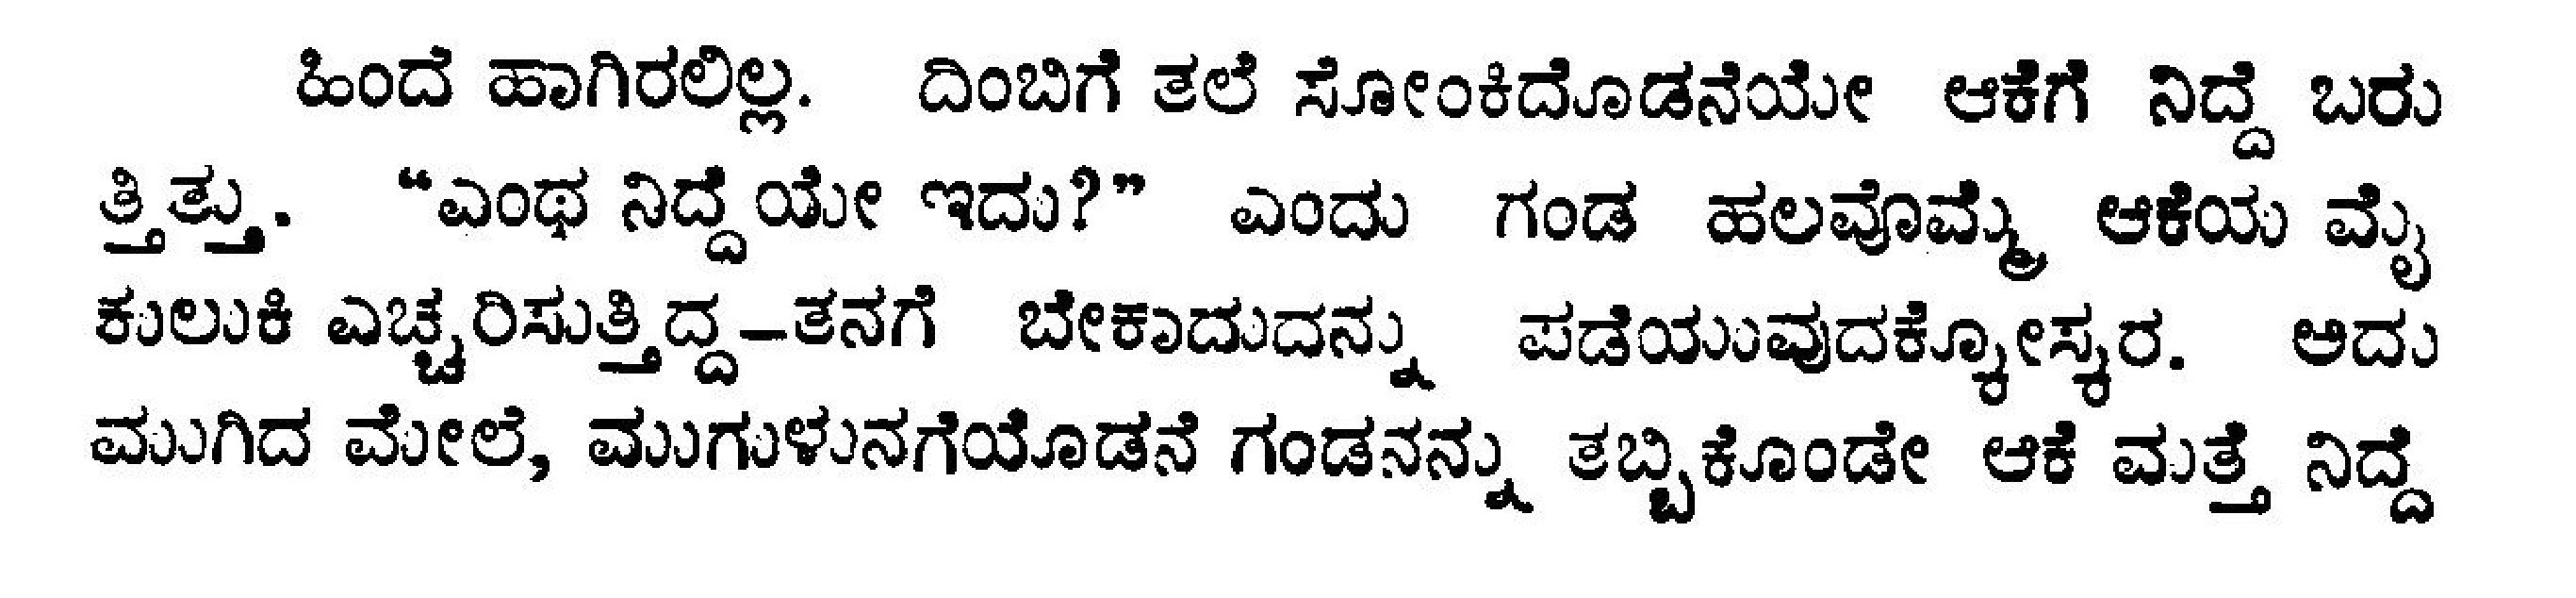 ಹಿಂದೆ ಹಾಗಿರಲಿಲ್ಲ. ದಿಂಬಿಗೆ ತಲೆ ಸೋಂಕಿದೊಡನೆಯೇ ಆಕೆಗೆ ನಿದ್ದೆ ಬರು
ತ್ತಿತ್ತು. “ಎಂಥ ನಿದ್ದೆಯೇ ಇದು?” ಎಂದು ಗಂಡ ಹಲವೊಮ್ಮೆ ಆಕೆಯ ಮೈ
ಕುಲುಕಿ ಎಚ್ಚರಿಸುತ್ತಿದ್ದ–ತನಗೆ ಬೇಕಾದುದನ್ನು ಪಡೆಯುವುದಕ್ಕೋಸ್ಕರ. ಆದು
ಮುಗಿದ ಮೇಲೆ, ಮುಗುಳುನಗೆಯೊಡನೆ ಗಂಡನನ್ನು ತಬ್ಬಿಕೊಂಡೇ ಆಕೆ ಮತ್ತೆ ನಿದ್ದೆ